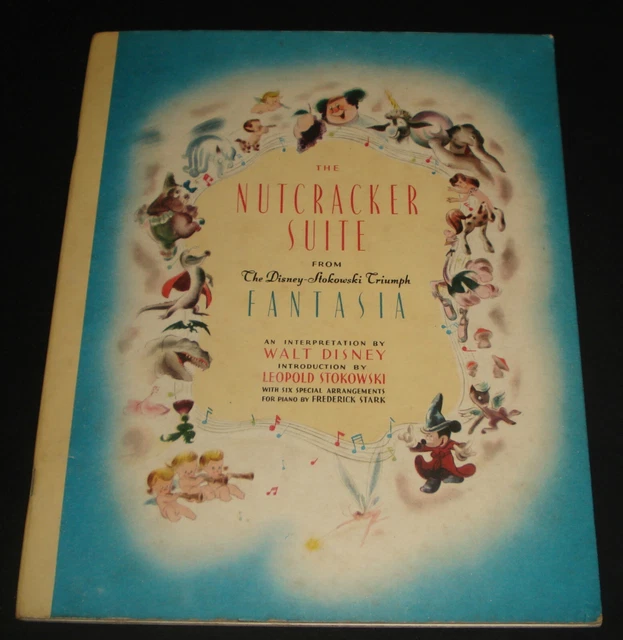 THE
NUTCRACKER
SUITE
FROM
The Disney-Stokowski Triumph
FANTASIA
AN INTERPRETATION BY
WALT DISNEY
INTRODUCTION BY
LEOPOLD STOKOWSKI
WITH SIX SPECIAL ARRANGEMENTS
FOR PIANO BY FREDERICK STARK